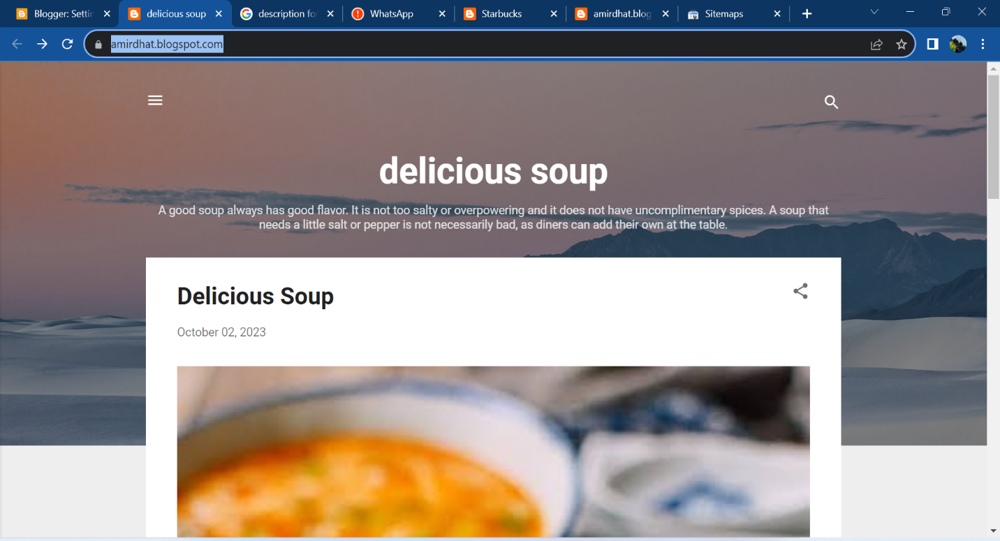 Blogger: Settin
delicious soup
description fo
WhatsApp
Starbucks
amirdhat.blog
Sitemaps
amirdhat.blogspot.com
delicious soup
A good soup always has good flavor. It is not too salty or overpowering and it does not have uncomplimentary spices. A soup that
needs a little salt or pepper is not necessarily bad, as diners can add their own at the table.
Delicious Soup
October 02, 2023